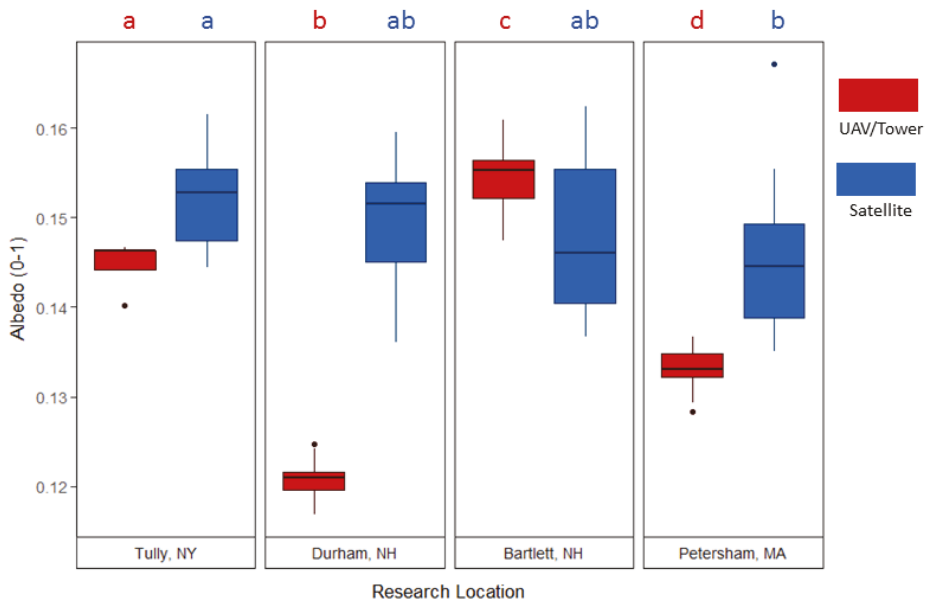 a a b ab c ab d b
UAV/Tower
Satellite
Albedo (0-1)
0.16
0.15
0.14
0.13
0.12
Tully, NY Durham, NH Bartlett, NH Petersham, MA
Research Location